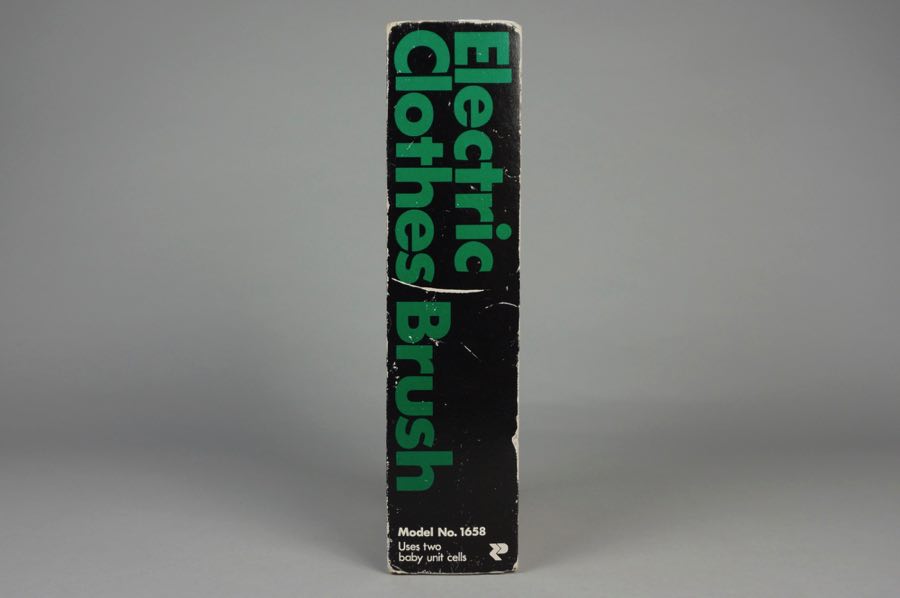 Electric
Clothes Brush
Model No. 1658
Uses two
baby unit cells